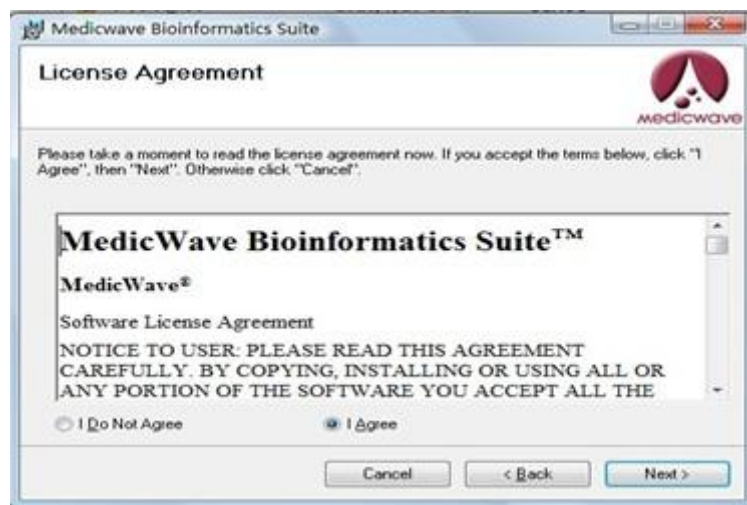 Medicwave Bioinformatics Suite
License Agreement
medicwave
Please take a moment to read the license agreement now. If you accept the terms below, click "I
Agree", then "Next". Otherwise click "Cancel".
MedicWave Bioinformatics Suite™
MedicWave®
Software License Agreement
NOTICE TO USER: PLEASE READ THIS AGREEMENT
CAREFULLY. BY COPYING, INSTALLING OR USING ALL OR
ANY PORTION OF THE SOFTWARE YOU ACCEPT ALL THE
I Do Not Agree
I Agree
Cancel
< Back
Next >